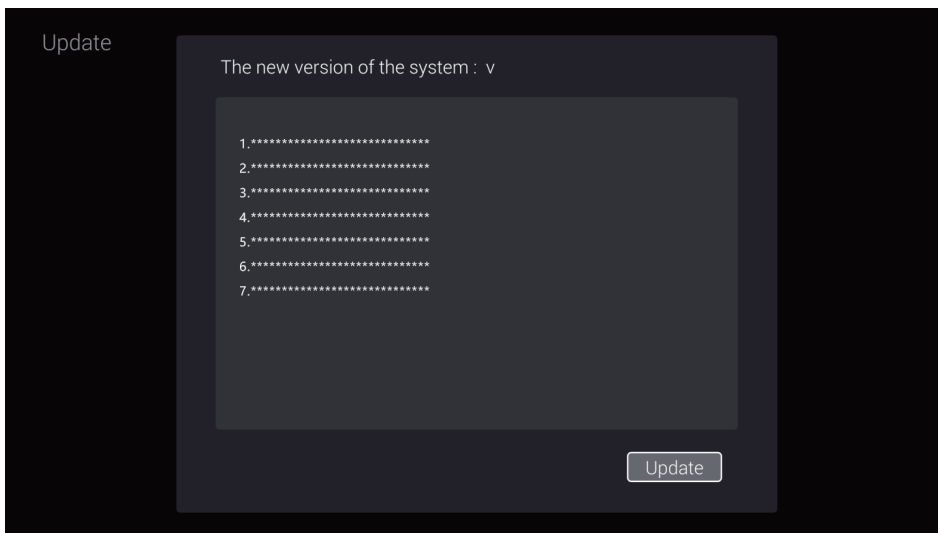 Update
The new version of the system : v
1.*****************************
2.*****************************
3.*****************************
4.*****************************
5.*****************************
6.*****************************
7.*****************************
Update